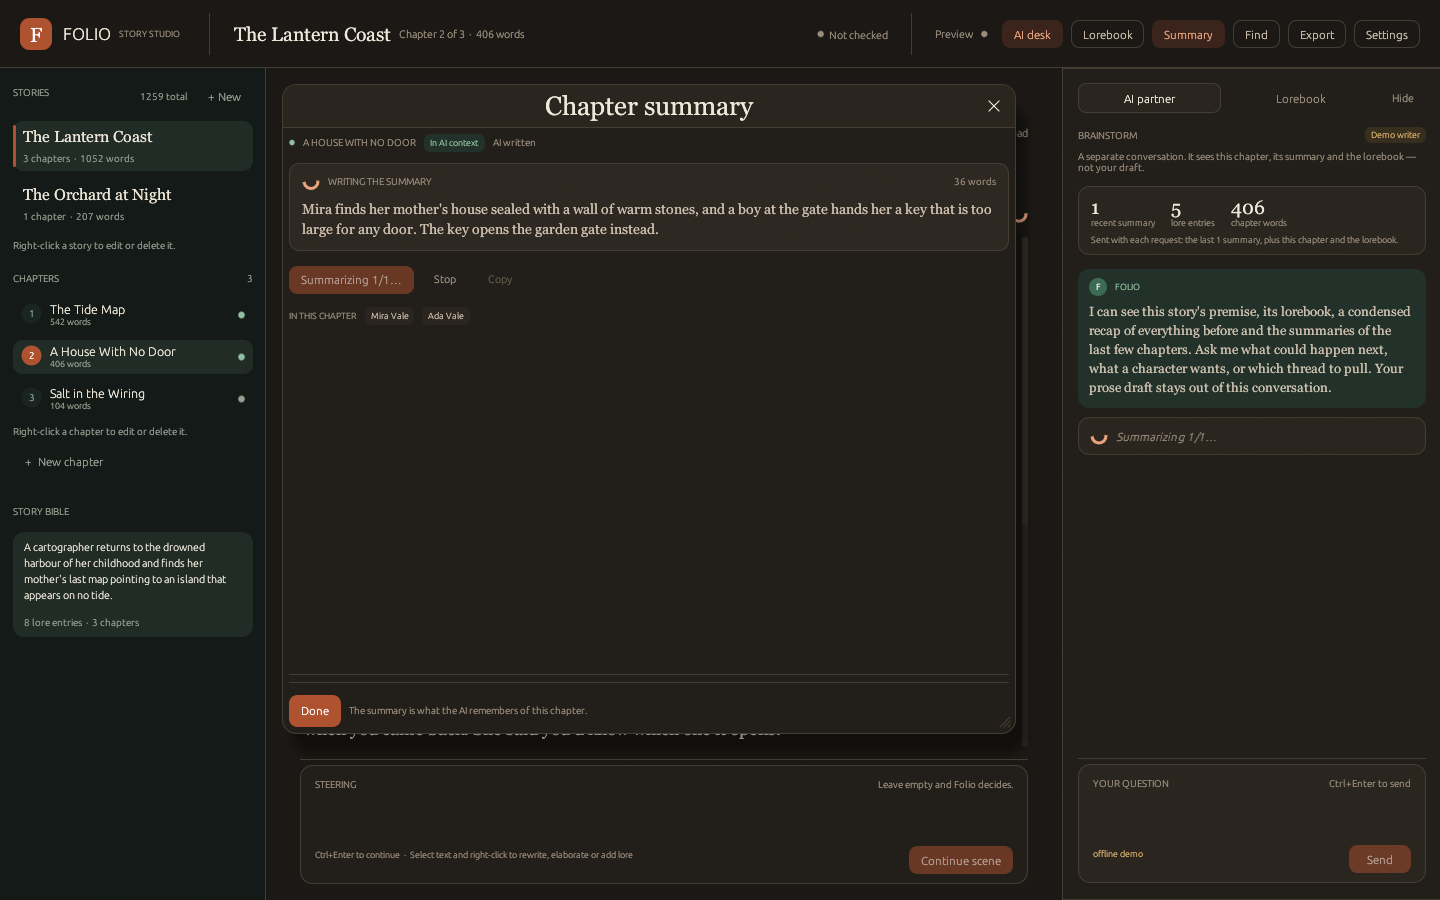 F FOLIO STORY STUDIO
The Lantern Coast Chapter 2 of 3 · 406 words
Not checked
Preview
AI desk
Lorebook
Summary
Find
Export
Settings
STORIES 1259 total + New
The Lantern Coast
3 chapters · 1052 words
The Orchard at Night
1 chapter · 207 words
Right-click a story to edit or delete it.
CHAPTERS 3
1 The Tide Map
542 words
2 A House With No Door
406 words
3 Salt in the Wiring
104 words
Right-click a chapter to edit or delete it.
+ New chapter
STORY BIBLE
A cartographer returns to the drowned
harbour of her childhood and finds her
mother's last map pointing to an island that
appears on no tide.
8 lore entries · 3 chapters
Chapter summary
A HOUSE WITH NO DOOR In AI context AI written
WRITING THE SUMMARY 36 words
Mira finds her mother's house sealed with a wall of warm stones, and a boy at the gate hands her a key that is too
large for any door. The key opens the garden gate instead.
Summarizing 1/1... Stop Copy
IN THIS CHAPTER Mira Vale Ada Vale
Done The summary is what the AI remembers of this chapter.
ad
STEERING Leave empty and Folio decides.
Ctrl+Enter to continue · Select text and right-click to rewrite, elaborate or add lore
Continue scene
AI partner Lorebook Hide
BRAINSTORM Demo writer
A separate conversation. It sees this chapter, its summary and the lorebook —
not your draft.
1 5 406
recent summary lore entries chapter words
Sent with each request: the last 1 summary, plus this chapter and the lorebook.
F FOLIO
I can see this story's premise, its lorebook, a condensed
recap of everything before and the summaries of the
last few chapters. Ask me what could happen next,
what a character wants, or which thread to pull. Your
prose draft stays out of this conversation.
Summarizing 1/1...
YOUR QUESTION Ctrl+Enter to send
offline demo
Send